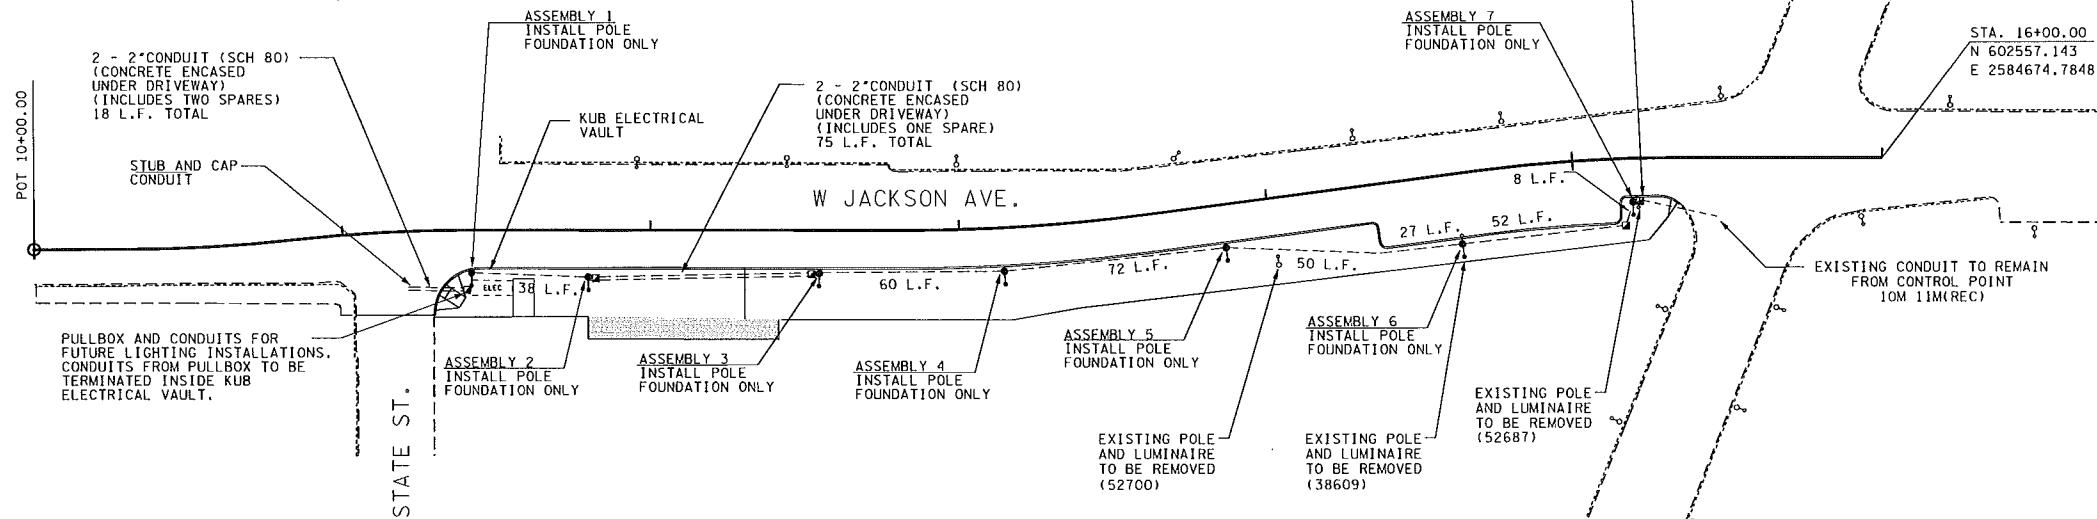 ASSEMBLY 1
INSTALL POLE
FOUNDATION ONLY
ASSEMBLY 7
INSTALL POLE
FOUNDATION ONLY
STA. 16+00.00
N 602557.143
E 2584674.7848
2 - 2"CONDUIT (SCH 80)
(CONCRETE ENCASED
UNDER DRIVEWAY)
(INCLUDES TWO SPARES)
18 L.F. TOTAL
2 - 2"CONDUIT (SCH 80)
(CONCRETE ENCASED
UNDER DRIVEWAY)
(INCLUDES ONE SPARE)
75 L.F. TOTAL
POT 10+00.00
KUB ELECTRICAL
VAULT
STUB AND CAP
CONDUIT
W JACKSON AVE.
8 L.F.
27 L.F.
52 L.F.
72 L.F.
50 L.F.
ELEC
38 L.F.
60 L.F.
EXISTING CONDUIT TO REMAIN
FROM CONTROL POINT
10M 11M(REC)
PULLBOX AND CONDUITS FOR
FUTURE LIGHTING INSTALLATIONS.
CONDUITS FROM PULLBOX TO BE
TERMINATED INSIDE KUB
ELECTRICAL VAULT.
ASSEMBLY 2
INSTALL POLE
FOUNDATION ONLY
ASSEMBLY 3
INSTALL POLE
FOUNDATION ONLY
ASSEMBLY 4
INSTALL POLE
FOUNDATION ONLY
ASSEMBLY 5
INSTALL POLE
FOUNDATION ONLY
ASSEMBLY 6
INSTALL POLE
FOUNDATION ONLY
EXISTING POLE
AND LUMINAIRE
TO BE REMOVED
(52687)
EXISTING POLE
AND LUMINAIRE
TO BE REMOVED
(52700)
EXISTING POLE
AND LUMINAIRE
TO BE REMOVED
(38609)
STATE ST.